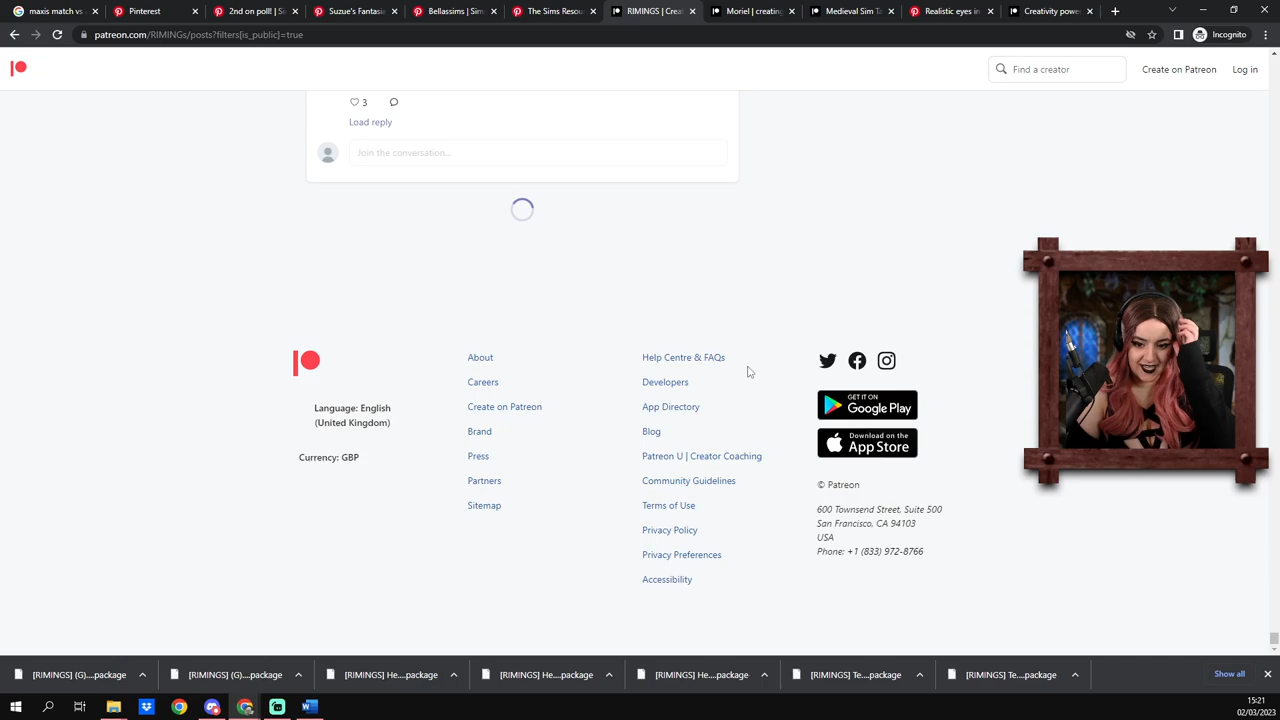 maxis match vs
Pinterest
2nd on poll! | Si
Suzue's Fantasia
Bellassims | Sim
The Sims Resou
RIMINGS | Creat
Moriel | creating
Medieval Sim Ta
Realistic eyes in
Creativity power
patreon.com/RIMINGs/posts?filters[is_public]=true
Incognito
Find a creator
Create on Patreon
Log in
3
Load reply
Join the conversation...
Language: English
(United Kingdom)
Currency: GBP
About
Careers
Create on Patreon
Brand
Press
Partners
Sitemap
Help Centre & FAQs
Developers
App Directory
Blog
Patreon U | Creator Coaching
Community Guidelines
Terms of Use
Privacy Policy
Privacy Preferences
Accessibility
GET IT ON
Google Play
Download on the
App Store
© Patreon
600 Townsend Street, Suite 500
San Francisco, CA 94103
USA
Phone: +1 (833) 972-8766
[RIMINGS] (G)....package
[RIMINGS] (G)....package
[RIMINGS] He....package
[RIMINGS] He....package
[RIMINGS] He....package
[RIMINGS] Te....package
[RIMINGS] Te....package
Show all
15:21
02/03/2023